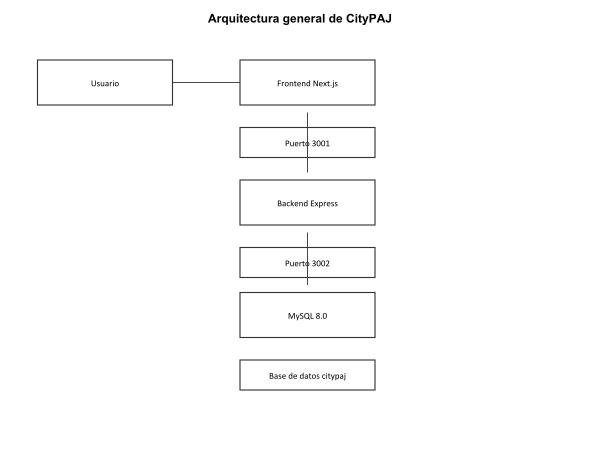 Arquitectura general de CityPAJ
Usuario
Frontend Next.js
Puerto 3001
Backend Express
Puerto 3002
MySQL 8.0
Base de datos citypaj